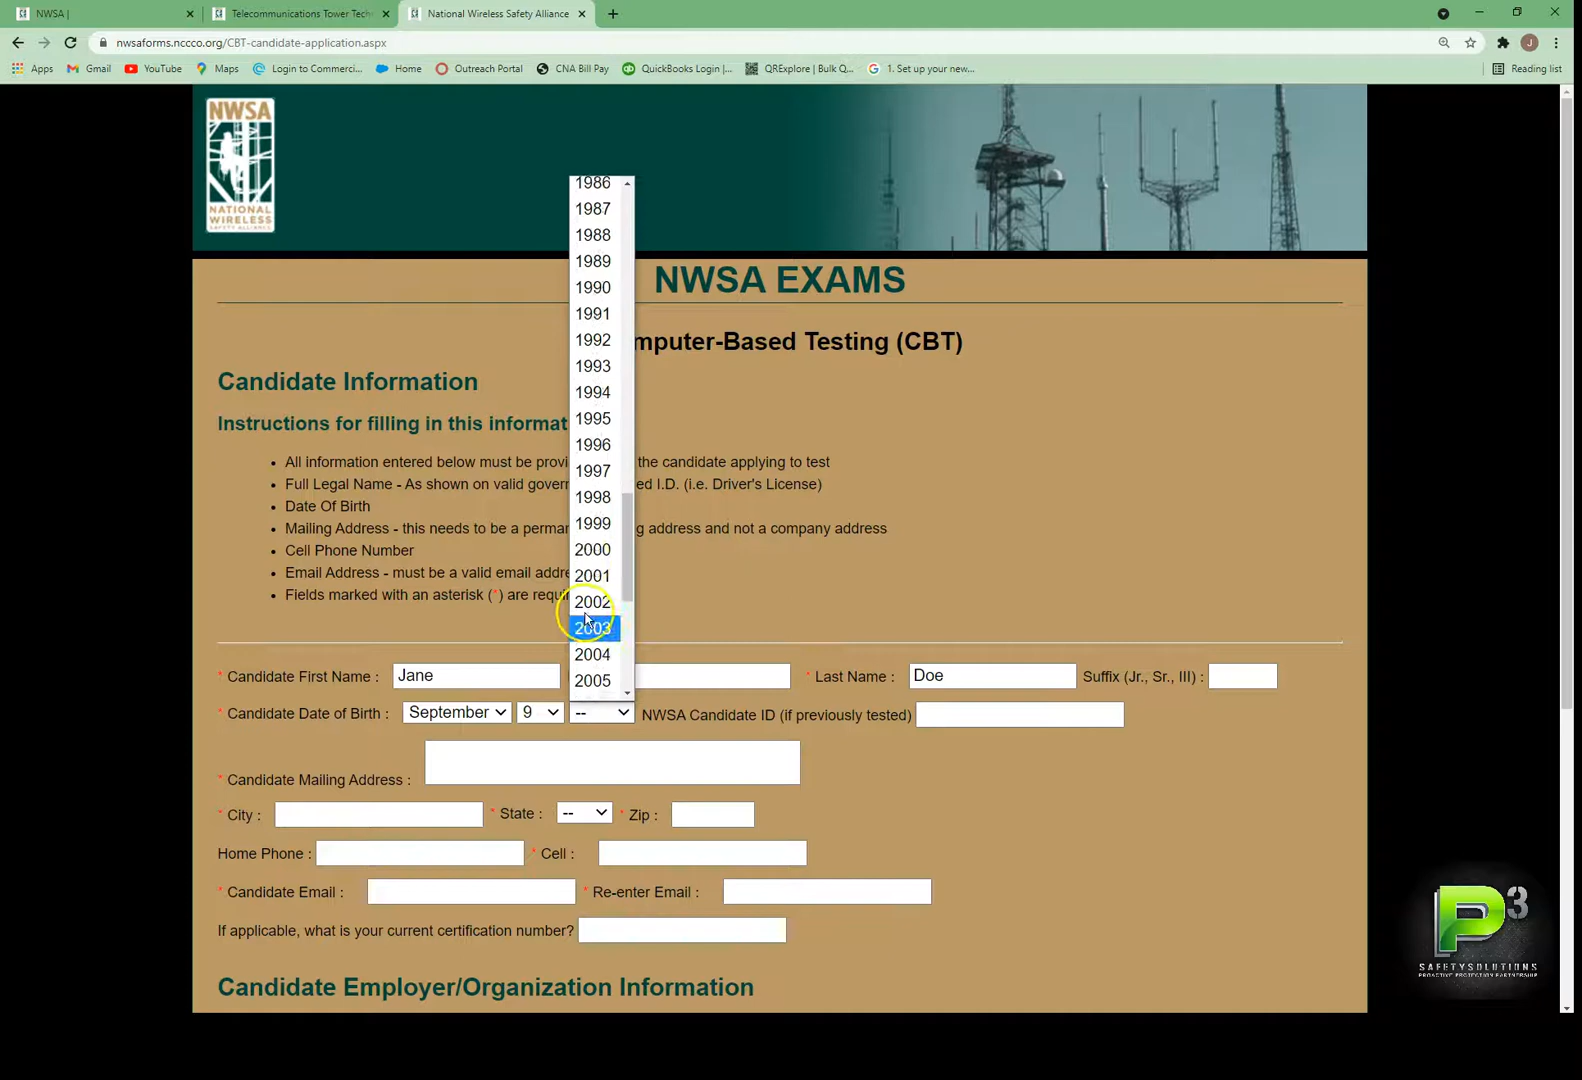 NWSA |
Telecommunications Tower Tech
National Wireless Safety Alliance
nwsaforms.nccco.org/CBT-candidate-application.aspx
J
Apps
Gmail
YouTube
Maps
Login to Commerci...
Home
Outreach Portal
CNA Bill Pay
QuickBooks Login |...
QRExplore | Bulk Q...
1. Set up your new...
Reading list
NWSA
NATIONAL
WIRELESS
SAFETY ALLIANCE
NWSA EXAMS
mputer-Based Testing (CBT)
Candidate Information
Instructions for filling in this informat
All information entered below must be provi the candidate applying to test
Full Legal Name - As shown on valid gover ed I.D. (i.e. Driver's License)
Date Of Birth
Mailing Address - this needs to be a perma g address and not a company address
Cell Phone Number
Email Address - must be a valid email addre
Fields marked with an asterisk (*) are requi
1986
1987
1988
1989
1990
1991
1992
1993
1994
1995
1996
1997
1998
1999
2000
2001
2002
2003
2004
2005
* Candidate First Name : Jane * Last Name : Doe Suffix (Jr., Sr., III) :
* Candidate Date of Birth : September 9 -- NWSA Candidate ID (if previously tested)
* Candidate Mailing Address :
* City : * State : -- * Zip :
Home Phone : * Cell :
* Candidate Email : * Re-enter Email :
If applicable, what is your current certification number?
Candidate Employer/Organization Information
P3
SAFETYSOLUTIONS
PROACTIVE PROTECTION PARTNERSHIP